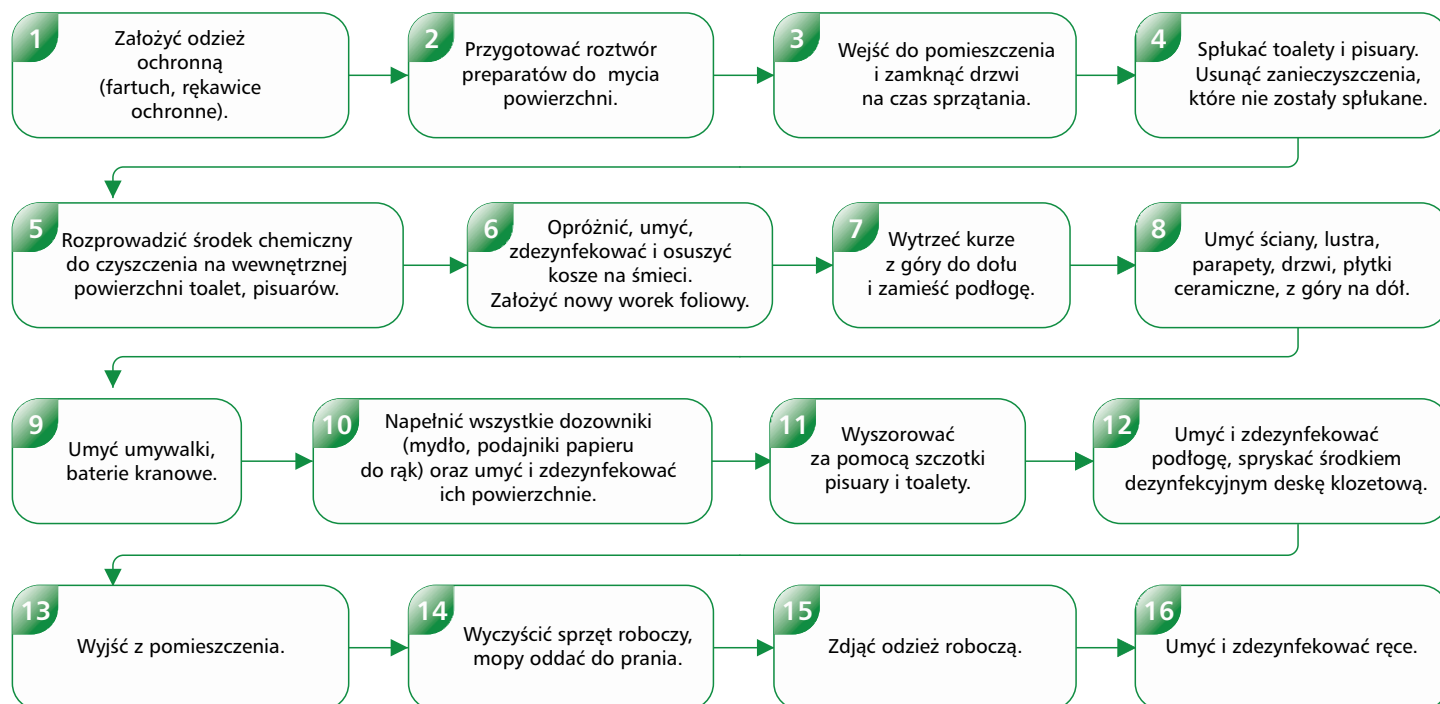 1
Założyć odzież
ochronną
(fartuch, rękawice
ochronne).
2
Przygotować roztwór
preparatów do mycia
powierzchni.
3
Wejść do pomieszczenia
i zamknąć drzwi
na czas sprzątania.
4
Spłukać toalety i pisuary.
Usunąć zanieczyszczenia,
które nie zostały spłukane.
5
Rozprowadzić środek chemiczny
do czyszczenia na wewnętrznej
powierzchni toalet, pisuarów.
6
Opróżnić, umyć,
zdezynfekować i osuszyć
kosze na śmieci.
Założyć nowy worek foliowy.
7
Wytrzeć kurze
z góry do dołu
i zamieść podłogę.
8
Umyć ściany, lustra,
parapety, drzwi, płytki
ceramiczne, z góry na dół.
9
Umyć umywalki,
baterie kranowe.
10
Napełnić wszystkie dozowniki
(mydło, podajniki papieru
do rąk) oraz umyć i zdezynfekować
ich powierzchnie.
11
Wyszorować
za pomocą szczotki
pisuary i toalety.
12
Umyć i zdezynfekować
podłogę, spryskać środkiem
dezynfekcyjnym deskę klozetową.
13
Wyjść z pomieszczenia.
14
Wyczyścić sprzęt roboczy,
mopy oddać do prania.
15
Zdjąć odzież roboczą.
16
Umyć i zdezynfekować ręce.